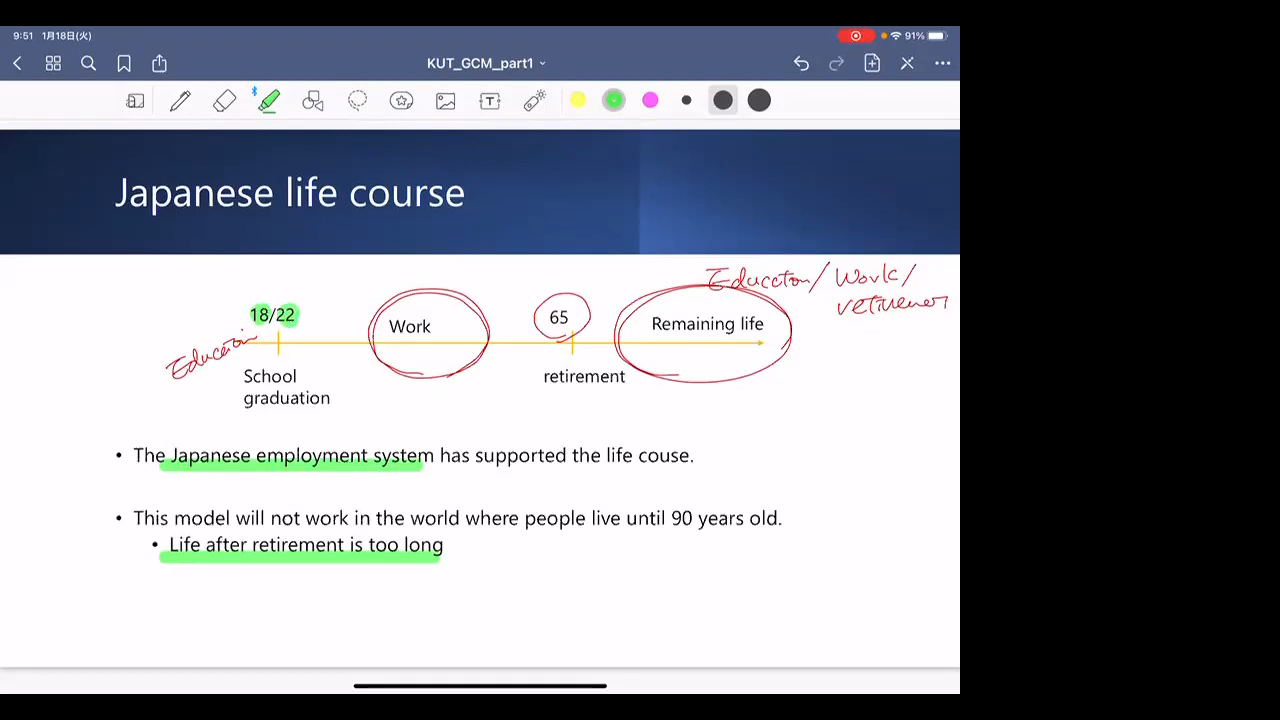 9:51 1月18日(火)
91%
KUT_GCM_part1
T
Japanese life course
Education/ Work/
retirement
18/22
Work
65
Remaining life
Education
School
graduation
retirement
• The Japanese employment system has supported the life couse.
• This model will not work in the world where people live until 90 years old.
• Life after retirement is too long